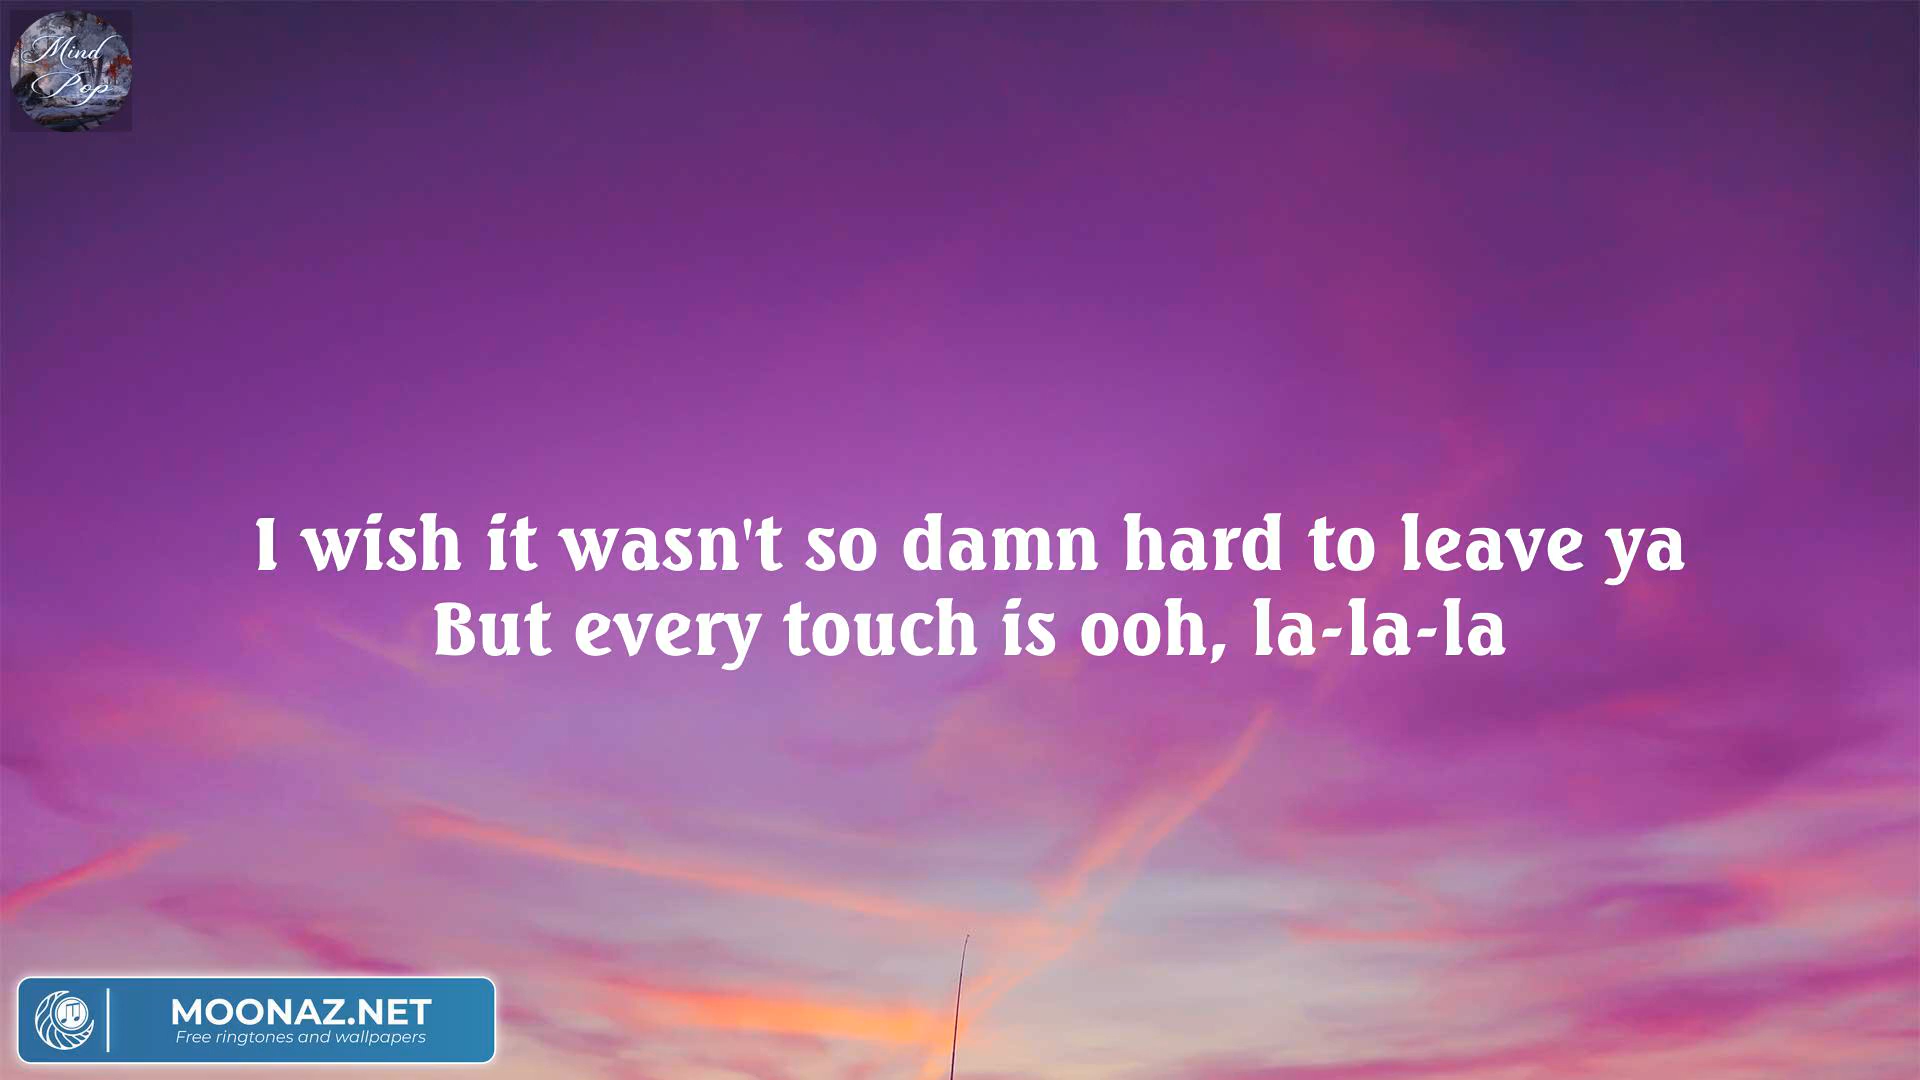 Mind
Pop
I wish it wasn't so damn hard to leave ya
But every touch is ooh, la-la-la
MOONAZ.NET
Free ringtones and wallpapers